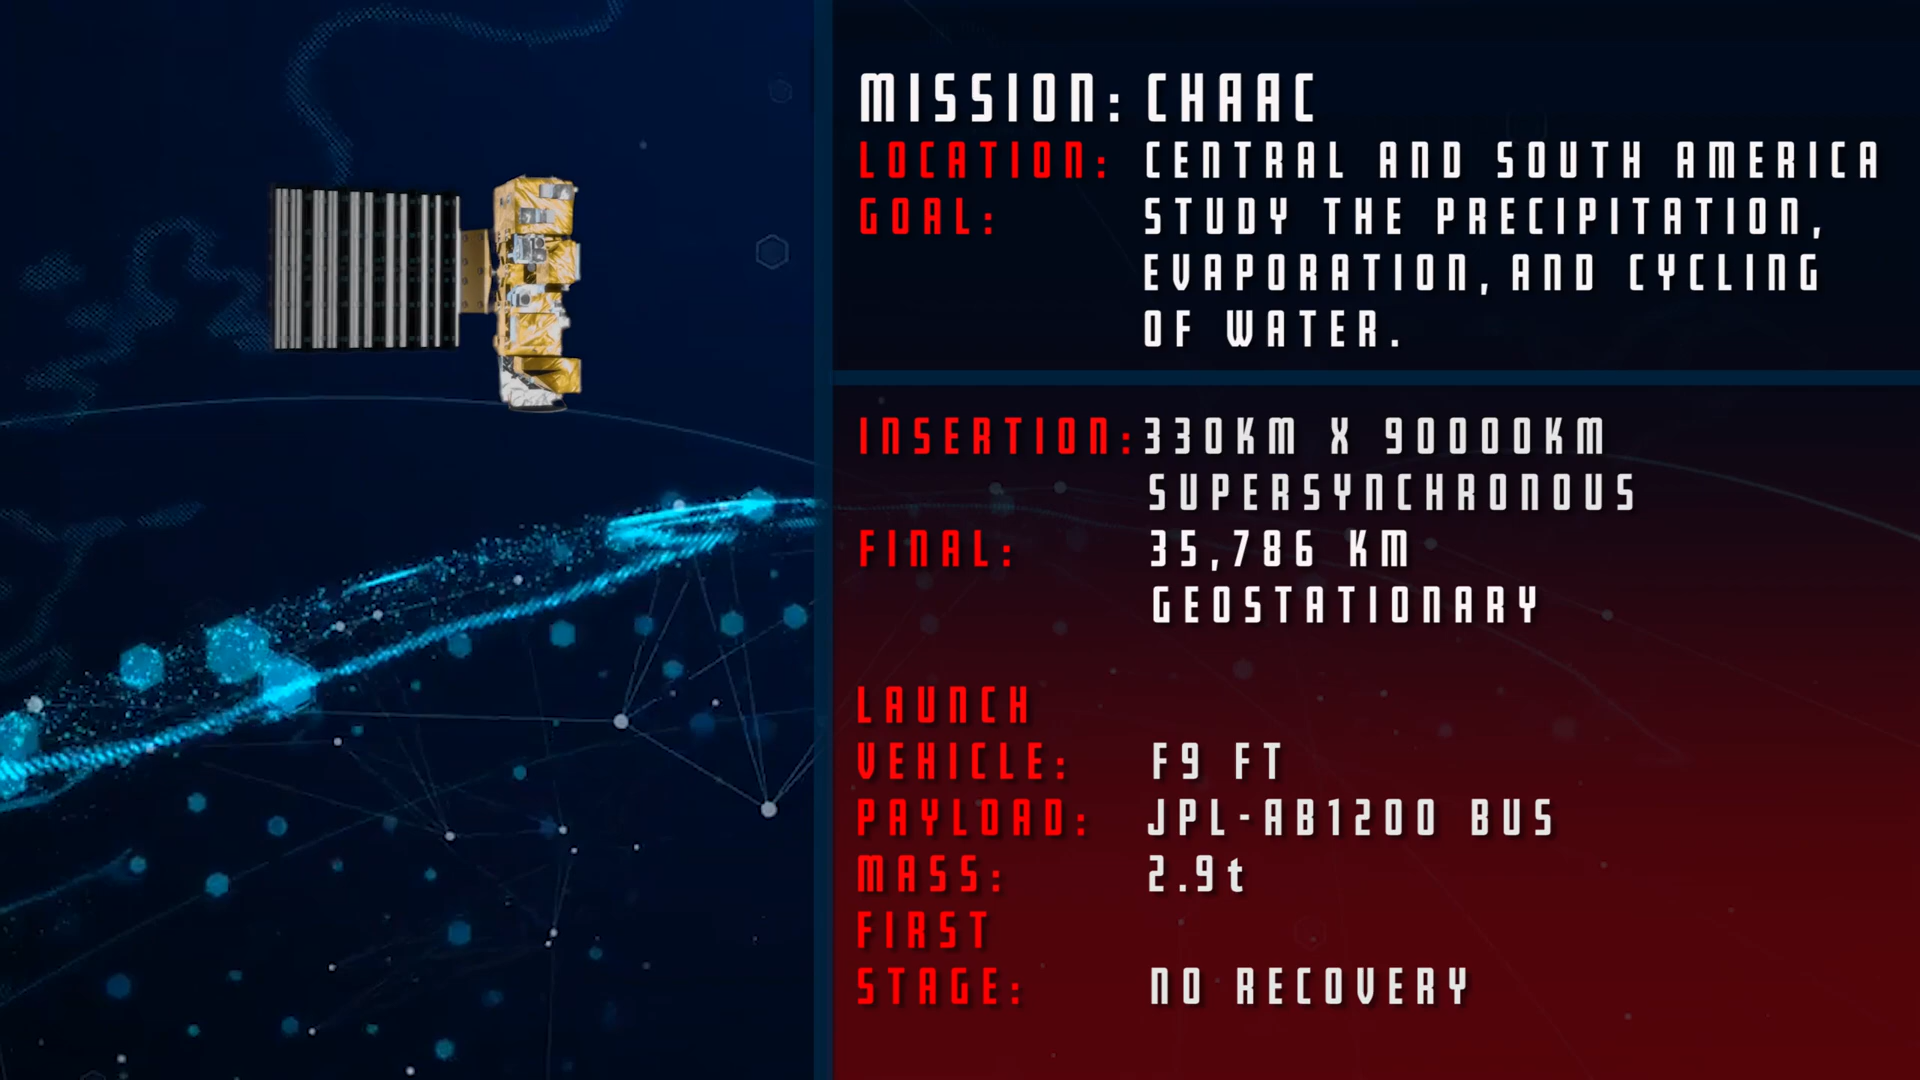 MISSION: CHAAC
LOCATION: CENTRAL AND SOUTH AMERICA
GOAL: STUDY THE PRECIPITATION,
EVAPORATION, AND CYCLING
OF WATER.
INSERTION: 330KM X 90000KM
SUPERSYNCHRONOUS
FINAL: 35,786 KM
GEOSTATIONARY
LAUNCH
VEHICLE: F9 FT
PAYLOAD: JPL-AB1200 BUS
MASS: 2.9t
FIRST
STAGE: NO RECOVERY